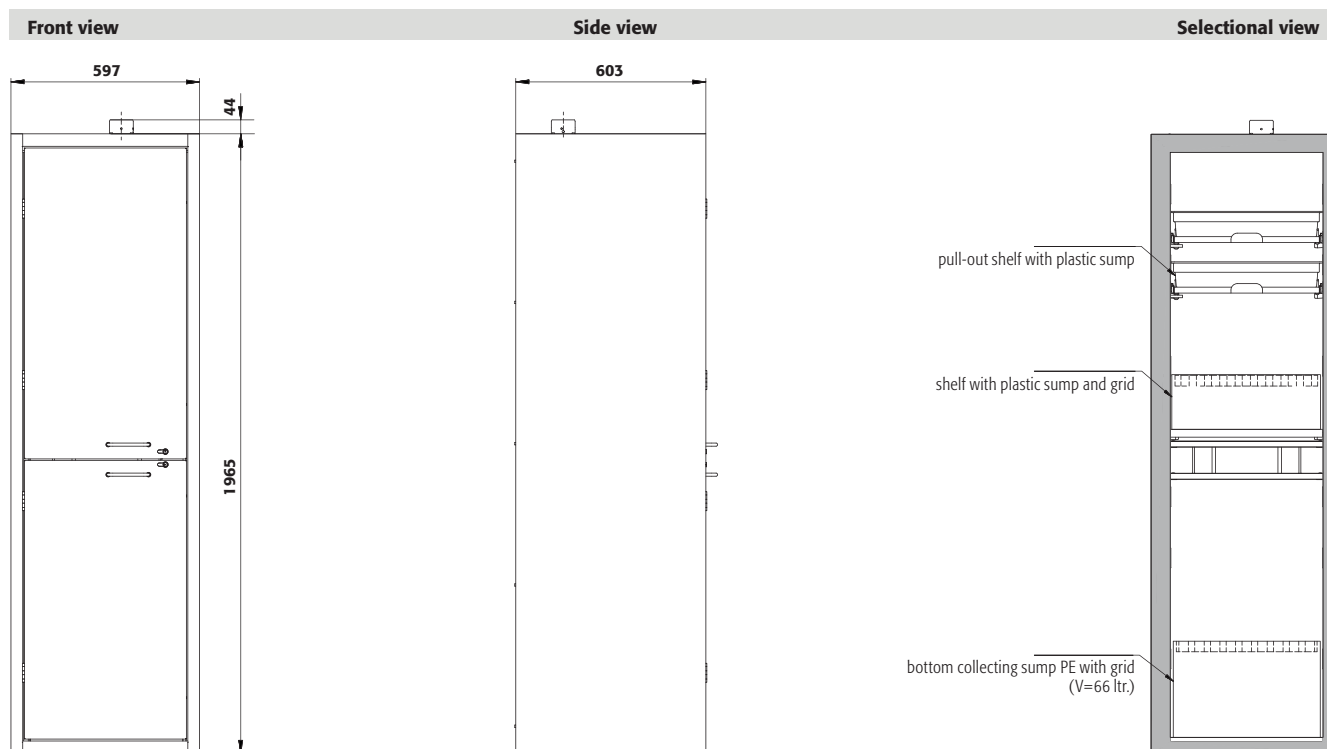 Front view
Side view
Selectional view
597
603
44
1965
pull-out shelf with plastic sump
shelf with plastic sump and grid
bottom collecting sump PE with grid
(V=66 ltr.)